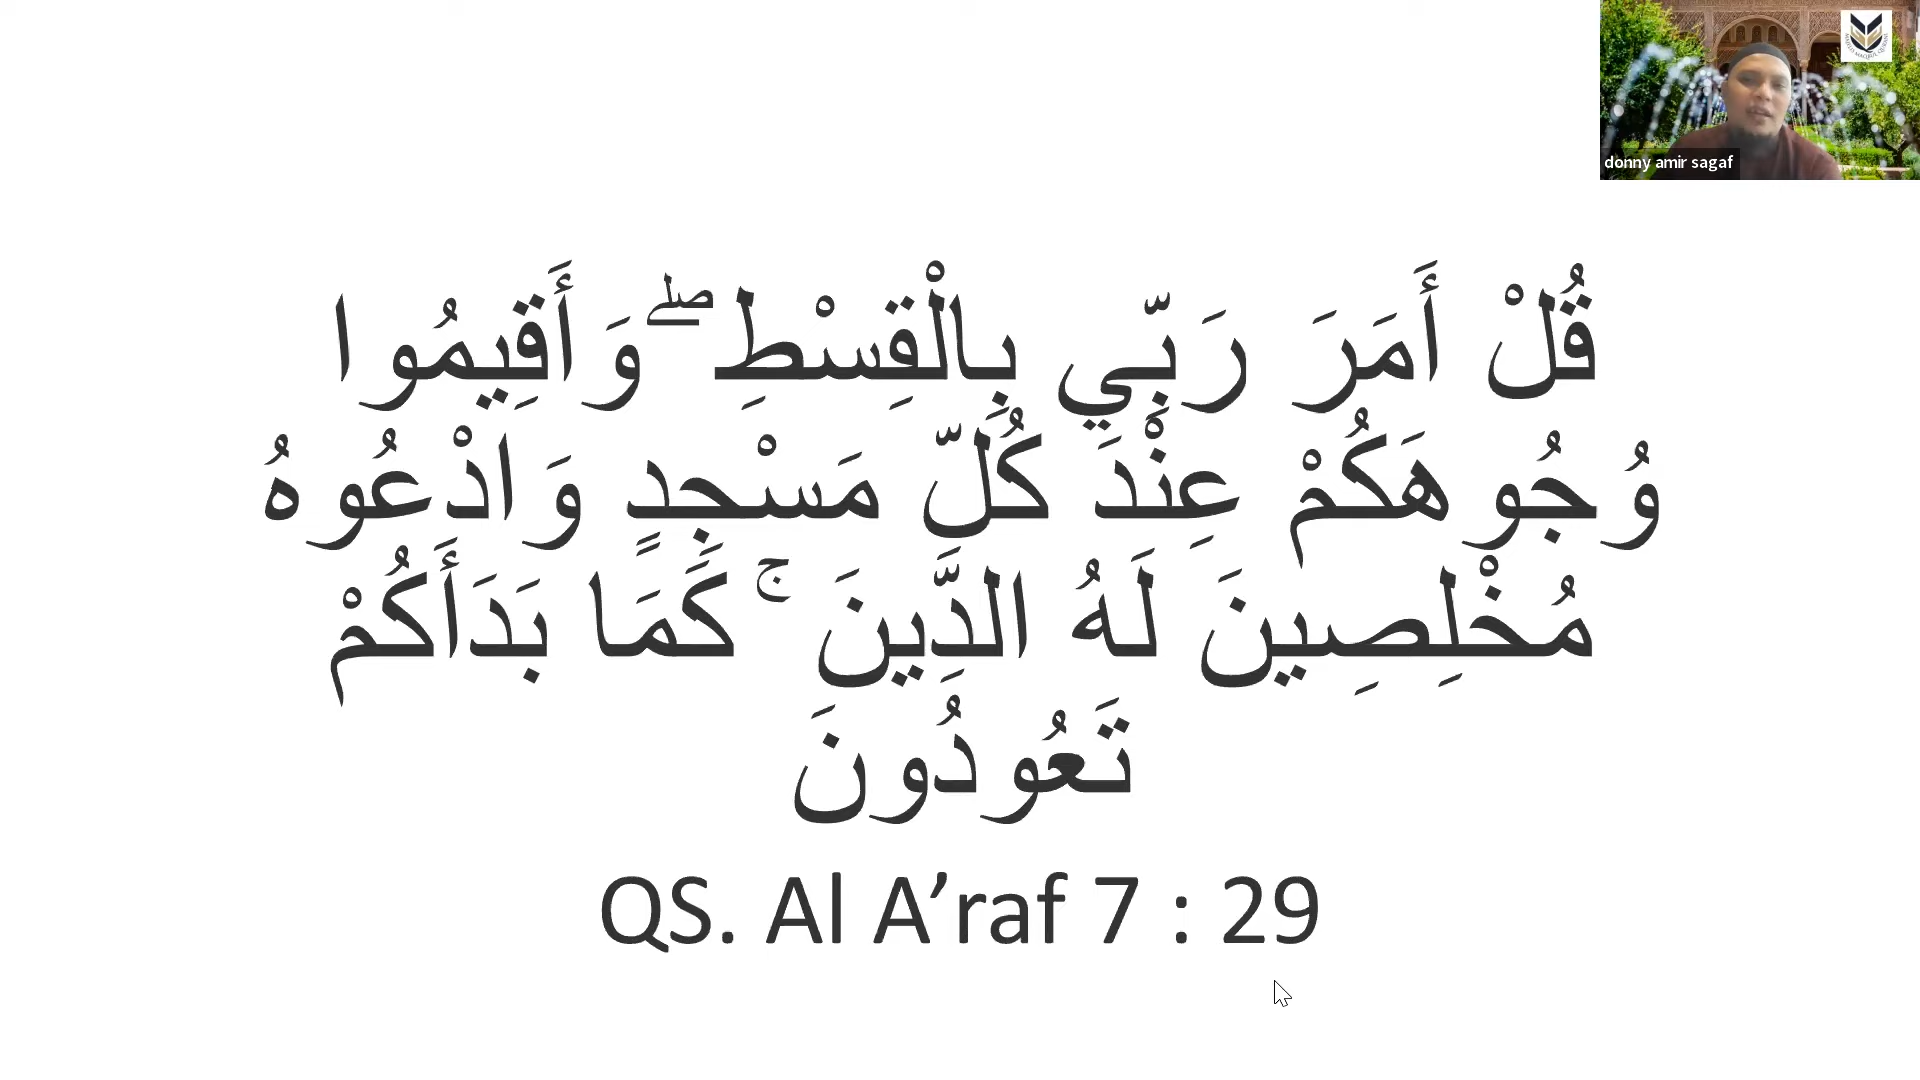 donny amir sagaf
قُلْ أَمَرَ رَبِّي بِالْقِسْطِ ۖ وَأَقِيمُوا
وُجُوهَكُمْ عِنْدَ كُلِّ مَسْجِدٍ وَادْعُوهُ
مُخْلِصِينَ لَهُ الدِّينَ ۚ كَمَا بَدَأَكُمْ
تَعُودُونَ
QS. Al A’raf 7 : 29